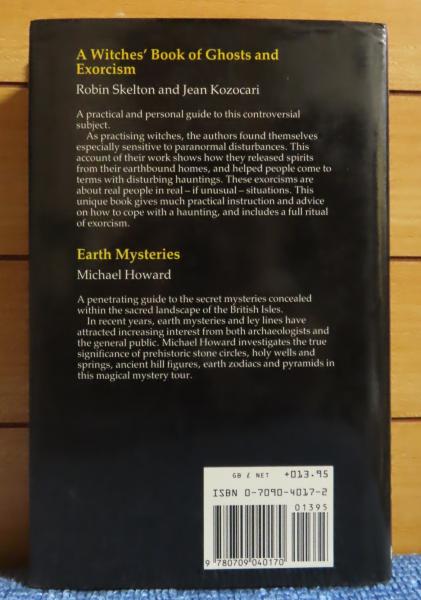 A Witches' Book of Ghosts and
Exorcism
Robin Skelton and Jean Kozocari
A practical and personal guide to this controversial
subject.
As practising witches, the authors found themselves
especially sensitive to paranormal disturbances. This
account of their work shows how they released spirits
from their earthbound homes, and helped people come to
terms with disturbing hauntings. These exorcisms are
about real people in real – if unusual – situations. This
unique book gives much practical instruction and advice
on how to cope with a haunting, and includes a full ritual
of exorcism.
Earth Mysteries
Michael Howard
A penetrating guide to the secret mysteries concealed
within the sacred landscape of the British Isles.
In recent years, earth mysteries and ley lines have
attracted increasing interest from both archaeologists and
the general public. Michael Howard investigates the true
significance of prehistoric stone circles, holy wells and
springs, ancient hill figures, earth zodiacs and pyramids in
this magical mystery tour.
GB £ NET +013.95
ISBN 0-7090-4017-2
01395
9 780709 040170